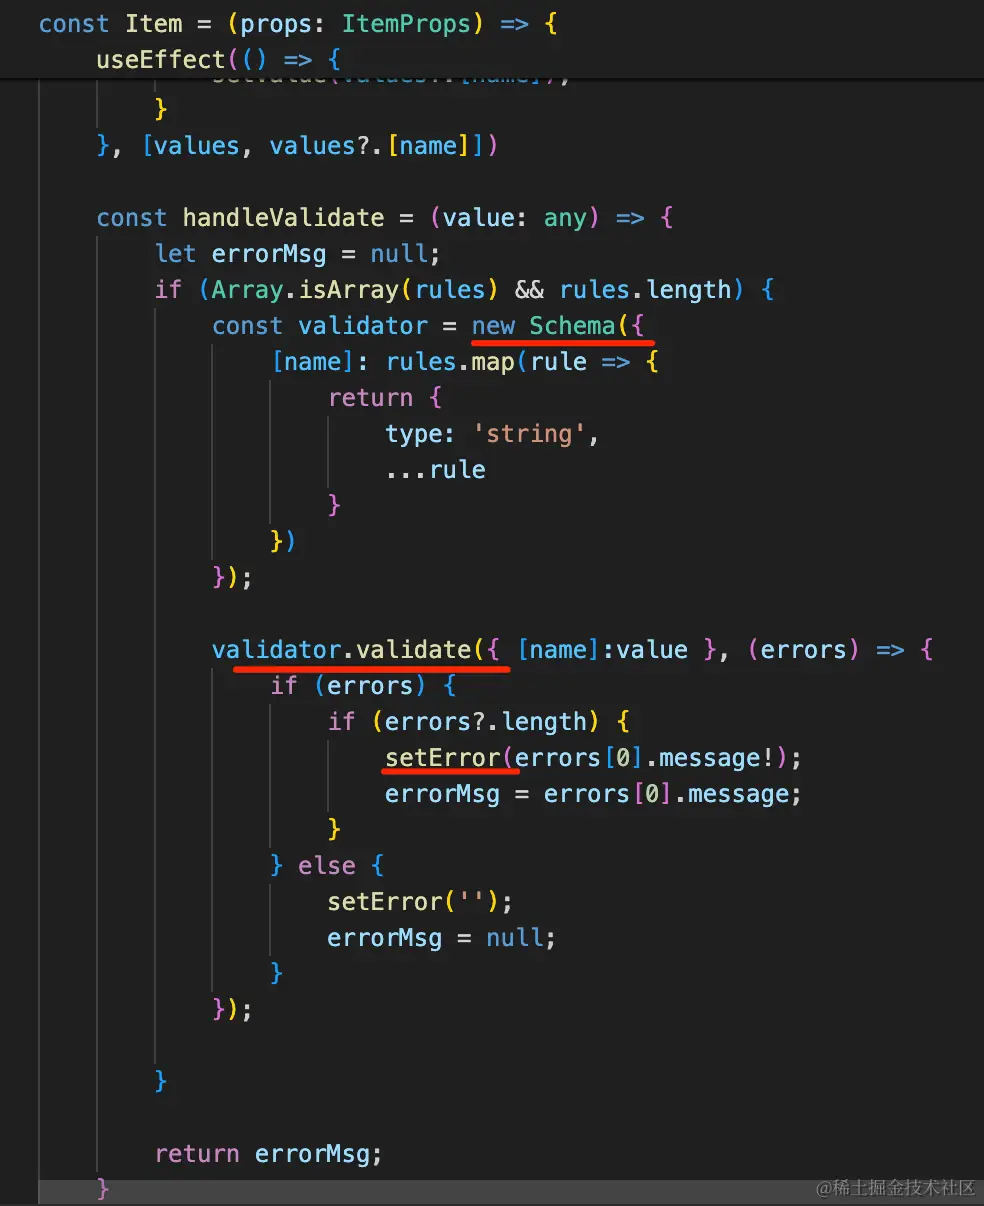 const Item = (props: ItemProps) => {
    useEffect(() => {
            setValue(values?.[name]);
        }
    }, [values, values?.[name]])

    const handleValidate = (value: any) => {
        let errorMsg = null;
        if (Array.isArray(rules) && rules.length) {
            const validator = new Schema({
                [name]: rules.map(rule => {
                    return {
                        type: 'string',
                        ...rule
                    }
                })
            });

            validator.validate({ [name]:value }, (errors) => {
                if (errors) {
                    if (errors?.length) {
                        setError(errors[0].message!);
                        errorMsg = errors[0].message;
                    }
                } else {
                    setError('');
                    errorMsg = null;
                }
            });

        }

        return errorMsg;
    }
@稀土掘金技术社区